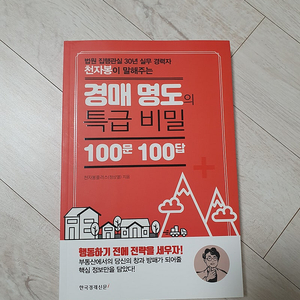 법원 집행관실 30년 실무 경력자
천자봉이 말해주는
경매 명도의
특급 비밀
100문 100답
행동하기 전에 전략을 세우자!
부동산에서의 당신의 창과 방패가 되어줄
핵심 정보만을 담았다!
한국경제신문